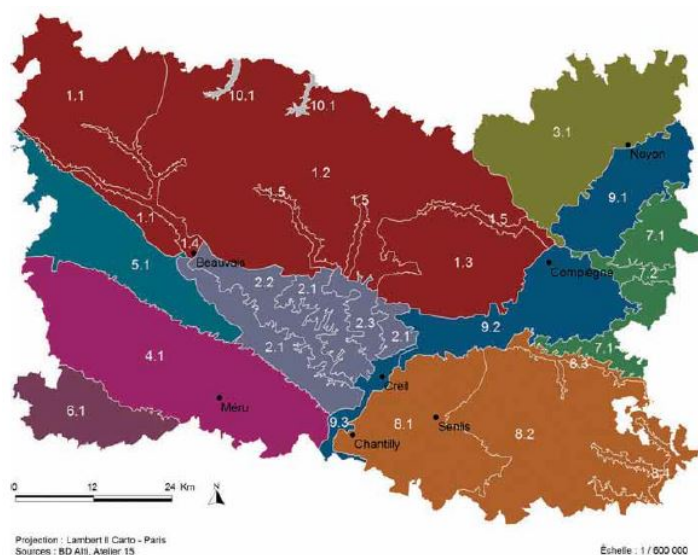 1.1
10.1
10.1
3.1
Noyon
1.2
9.1
1.1
1.5
1.5
1.5
7.1
1.4
Beauvais
1.3
Compiègne
7.2
5.1
2.2
2.1
2.3
2.1
9.2
2.1
7.1
8.3
4.1
Creil
6.1
Méru
9.3
8.1
Senlis
8.2
Chantilly
0 12 24 Km
N
Projection : Lambert II Carto - Paris
Sources : BD Alti, Atelier 15
Échelle : 1 / 600 000